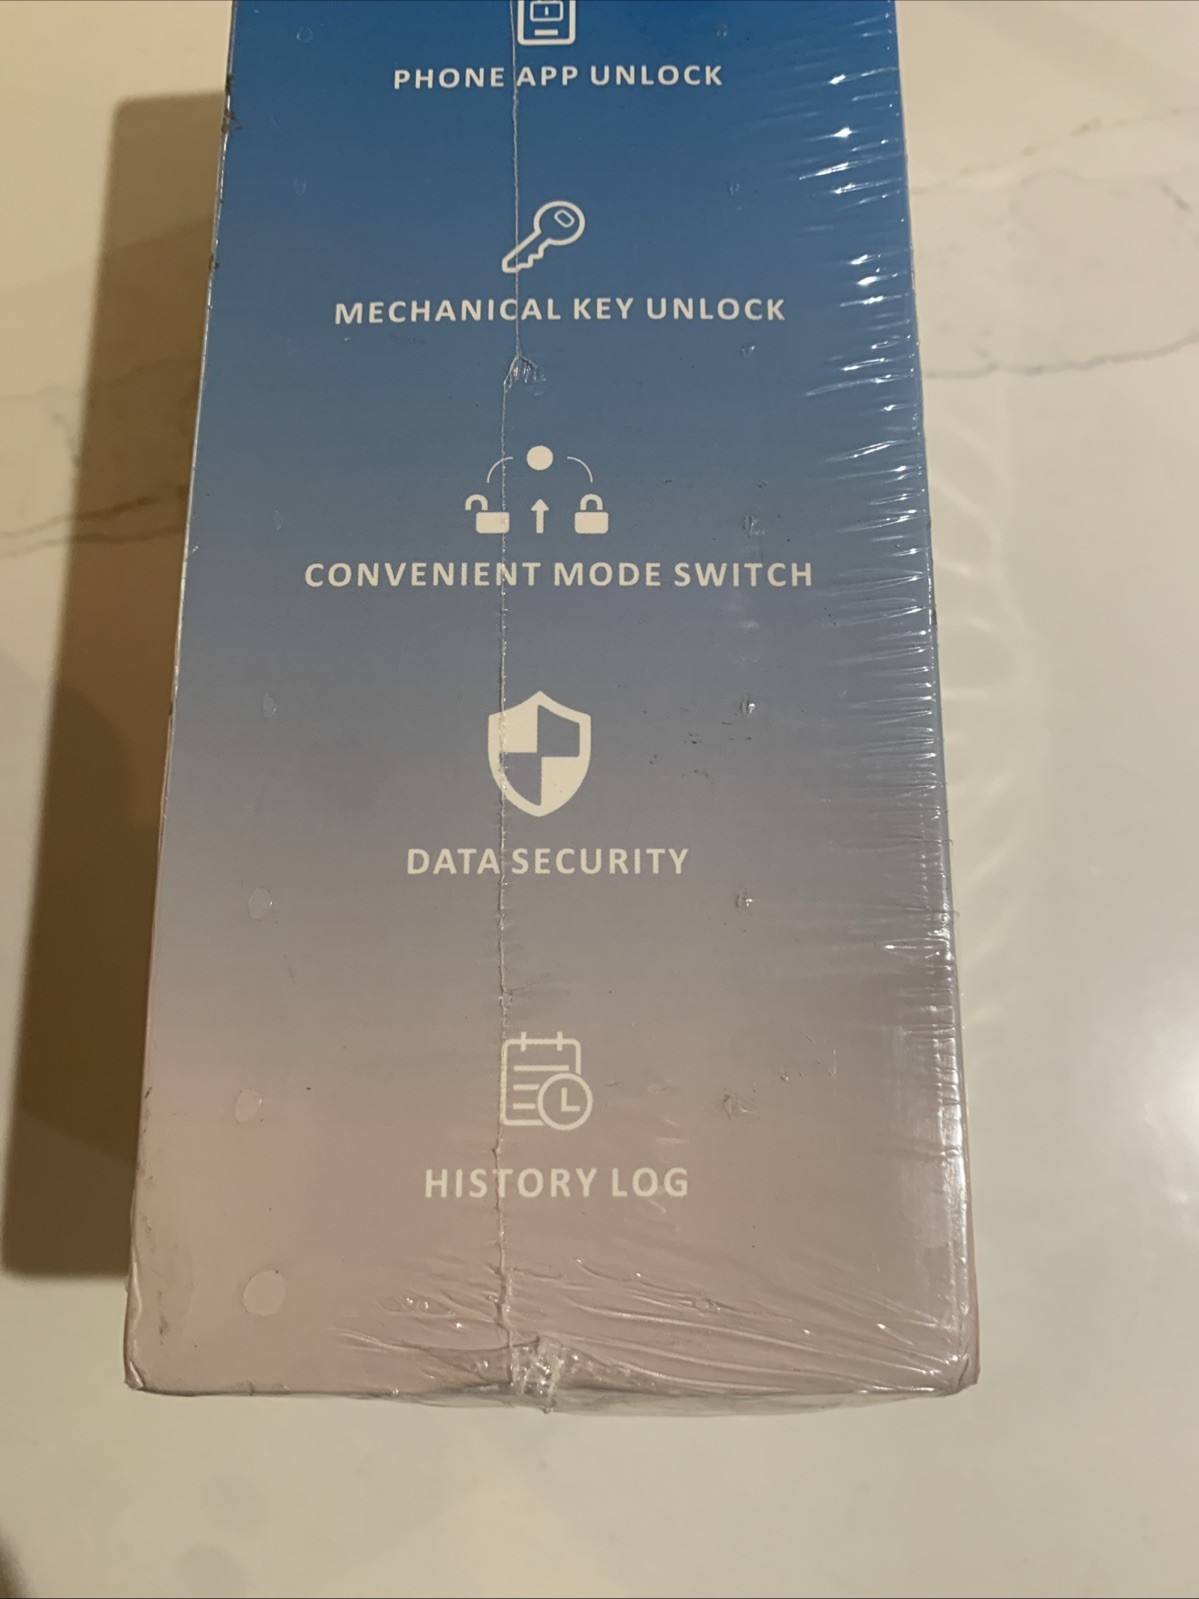 PHONE APP UNLOCK
MECHANICAL KEY UNLOCK
CONVENIENT MODE SWITCH
DATA SECURITY
HISTORY LOG